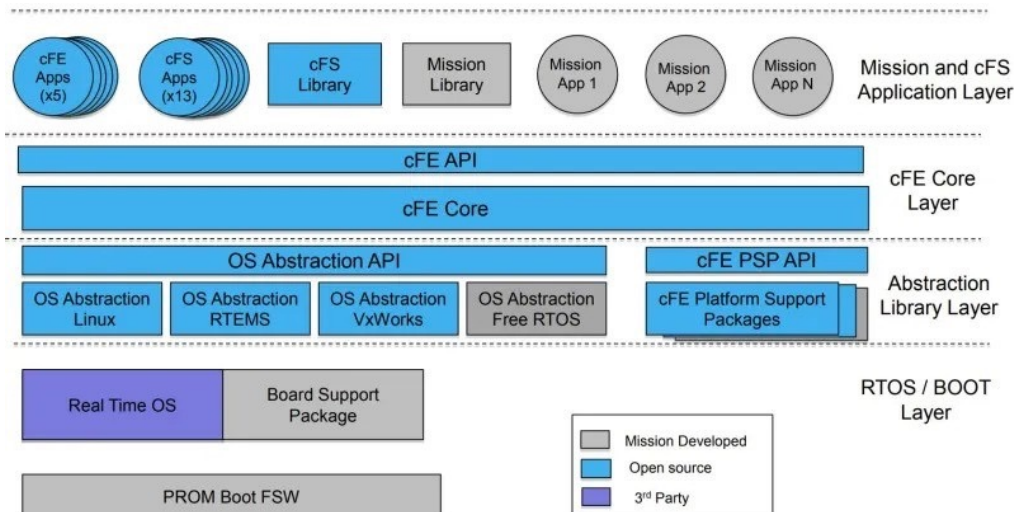 cFE
Apps
(x5)
cFS
Apps
(x13)
cFS
Library
Mission
Library
Mission
App 1
Mission
App 2
Mission
App N
Mission and cFS
Application Layer
cFE API
cFE Core
cFE Core
Layer
OS Abstraction API
cFE PSP API
OS Abstraction
Linux
OS Abstraction
RTEMS
OS Abstraction
VxWorks
OS Abstraction
Free RTOS
cFE Platform Support
Packages
Abstraction
Library Layer
Real Time OS
Board Support
Package
RTOS / BOOT
Layer
PROM Boot FSW
Mission Developed
Open source
3rd Party